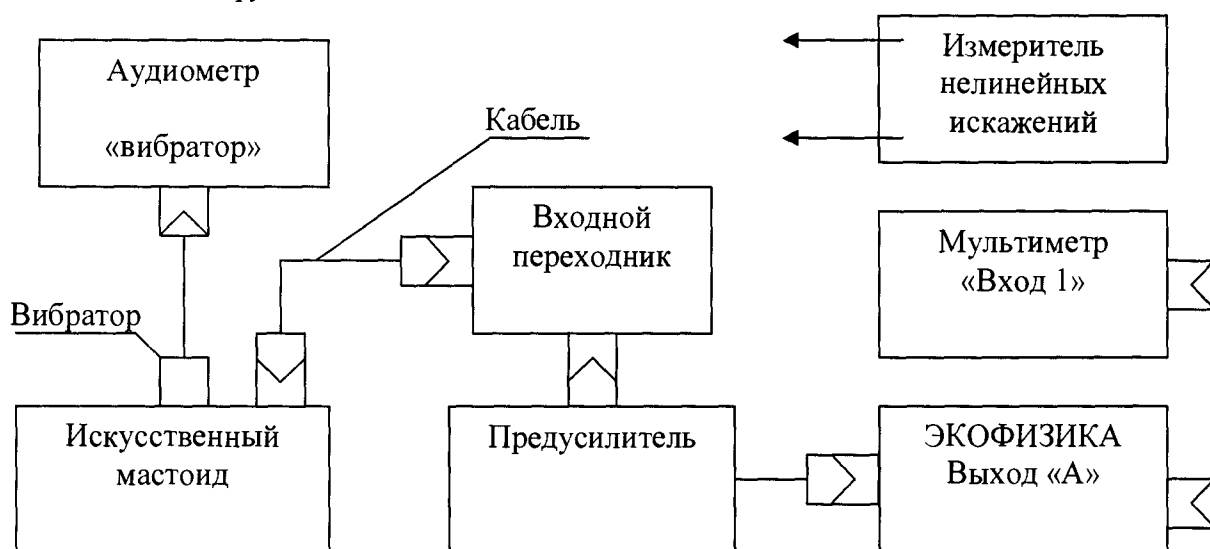 Аудиометр
«вибратор»
Измеритель
нелинейных
искажений
Кабель
Входной
переходник
Мультиметр
«Вход 1»
Вибратор
Искусственный
мастоид
Предусилитель
ЭКОФИЗИКА
Выход «А»